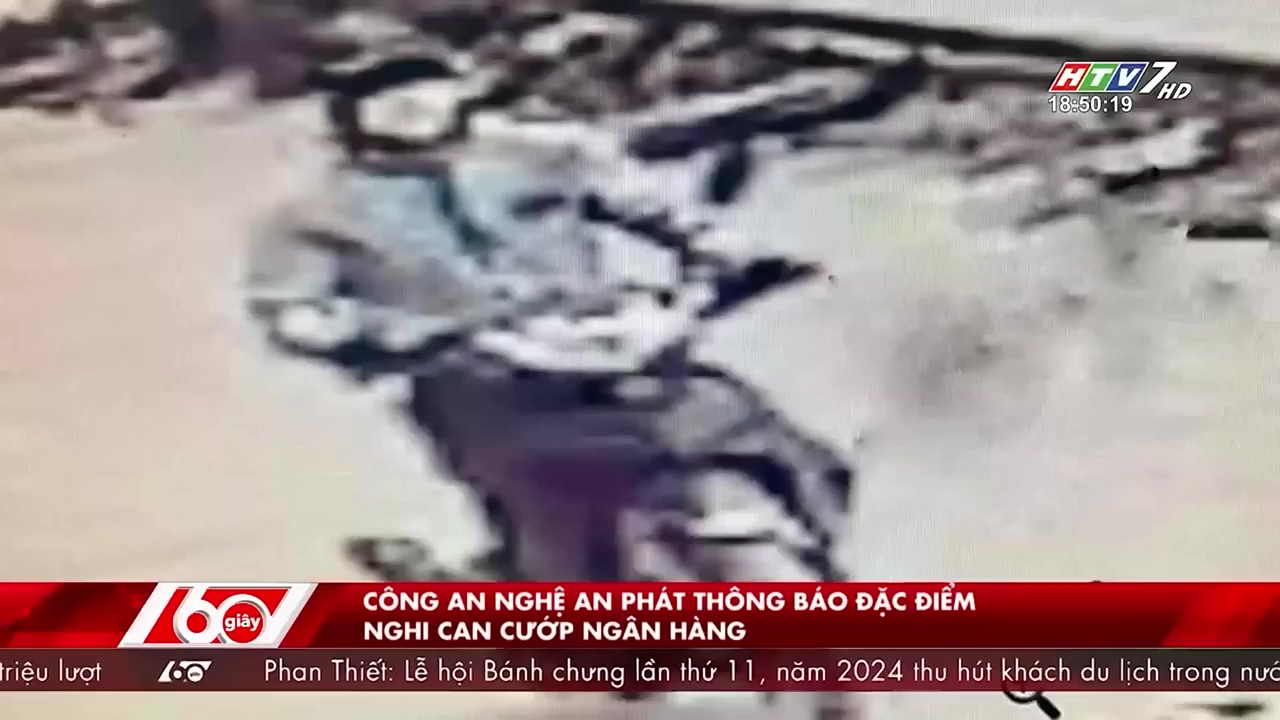 HTV7 HD
18:50:19
60 giây
CÔNG AN NGHỆ AN PHÁT THÔNG BÁO ĐẶC ĐIỂM
NGHI CAN CƯỚP NGÂN HÀNG
triệu lượt 60 giây Phan Thiết: Lễ hội Bánh chưng lần thứ 11, năm 2024 thu hút khách du lịch trong nước